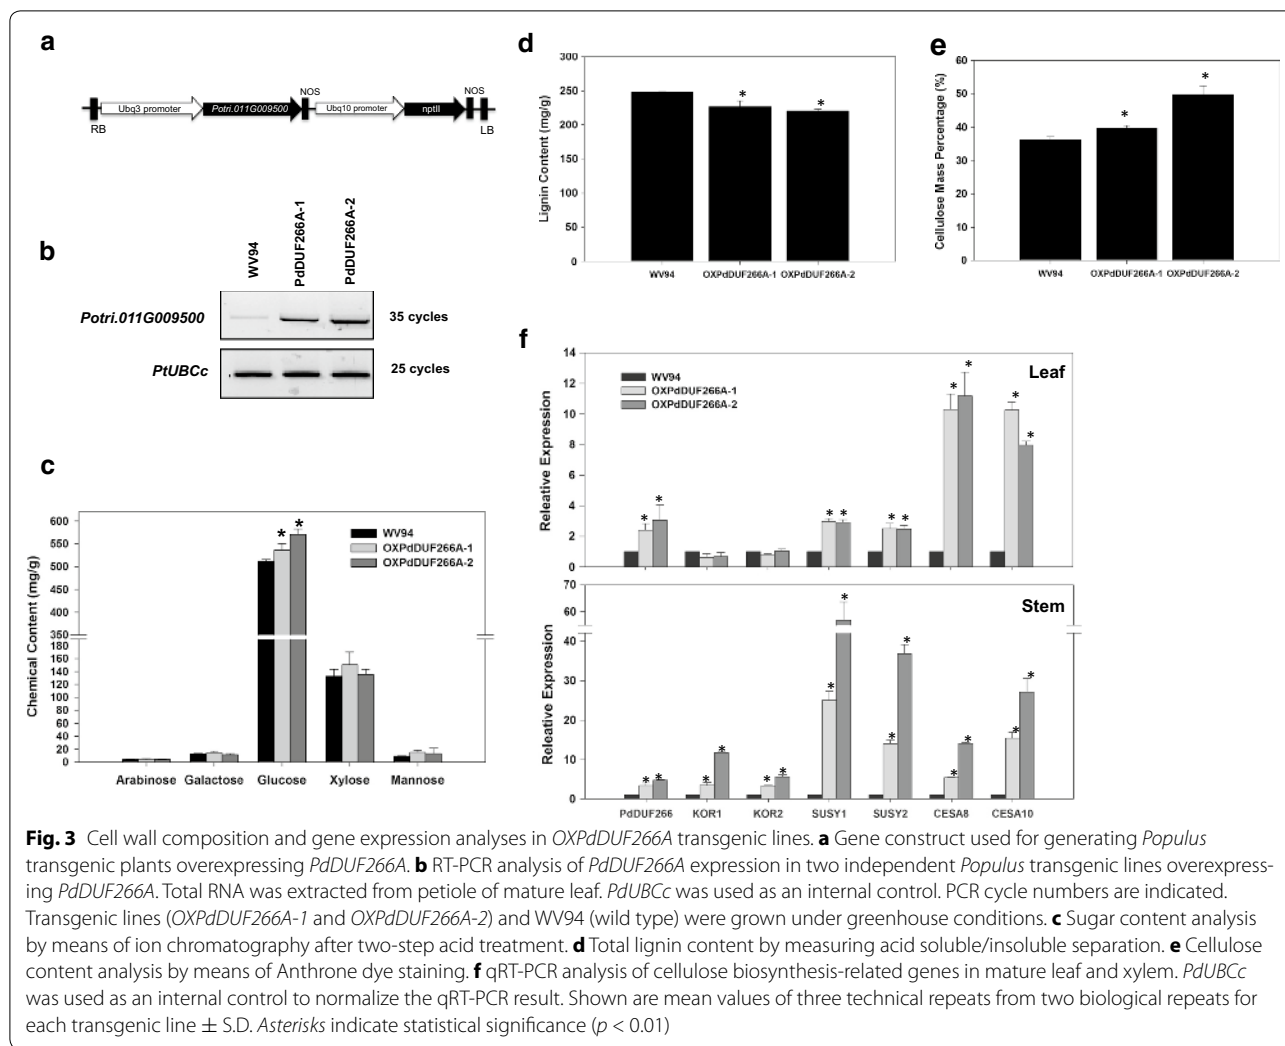 a
Ubq3 promoter
Potri.011G009500
NOS
Ubq10 promoter
nptII
NOS
RB
LB
b
WV94
PdDUF266A-1
PdDUF266A-2
Potri.011G009500
35 cycles
PtUBCc
25 cycles
c
Chemical Content (mg/g)
600
550
500
450
400
350
180
160
140
120
100
80
60
40
20
0
WV94
OXPdDUF266A-1
OXPdDUF266A-2
* *
Arabinose Galactose Glucose Xylose Mannose
d
Lignin Content (mg/g)
300
250
200
150
100
50
0
* *
WV94 OXPdDUF266A-1 OXPdDUF266A-2
e
Cellulose Mass Percentage (%)
60
50
40
30
20
10
0
* *
WV94 OXPdDUF266A-1 OXPdDUF266A-2
f
Releative Expression
14
12
10
8
6
4
2
0
WV94
OXPdDUF266A-1
OXPdDUF266A-2
Leaf
* * * * * * * * * *
Releative Expression
70
60
40
30
20
10
0
Stem
* * * * * * * * * * * * * *
PdDUF266 KOR1 KOR2 SUSY1 SUSY2 CESA8 CESA10
Fig. 3 Cell wall composition and gene expression analyses in OXPdDUF266A transgenic lines. a Gene construct used for generating Populus
transgenic plants overexpressing PdDUF266A. b RT-PCR analysis of PdDUF266A expression in two independent Populus transgenic lines overexpress-
ing PdDUF266A. Total RNA was extracted from petiole of mature leaf. PdUBCc was used as an internal control. PCR cycle numbers are indicated.
Transgenic lines (OXPdDUF266A-1 and OXPdDUF266A-2) and WV94 (wild type) were grown under greenhouse conditions. c Sugar content analysis
by means of ion chromatography after two-step acid treatment. d Total lignin content by measuring acid soluble/insoluble separation. e Cellulose
content analysis by means of Anthrone dye staining. f qRT-PCR analysis of cellulose biosynthesis-related genes in mature leaf and xylem. PdUBCc
was used as an internal control to normalize the qRT-PCR result. Shown are mean values of three technical repeats from two biological repeats for
each transgenic line ± S.D. Asterisks indicate statistical significance (p < 0.01)